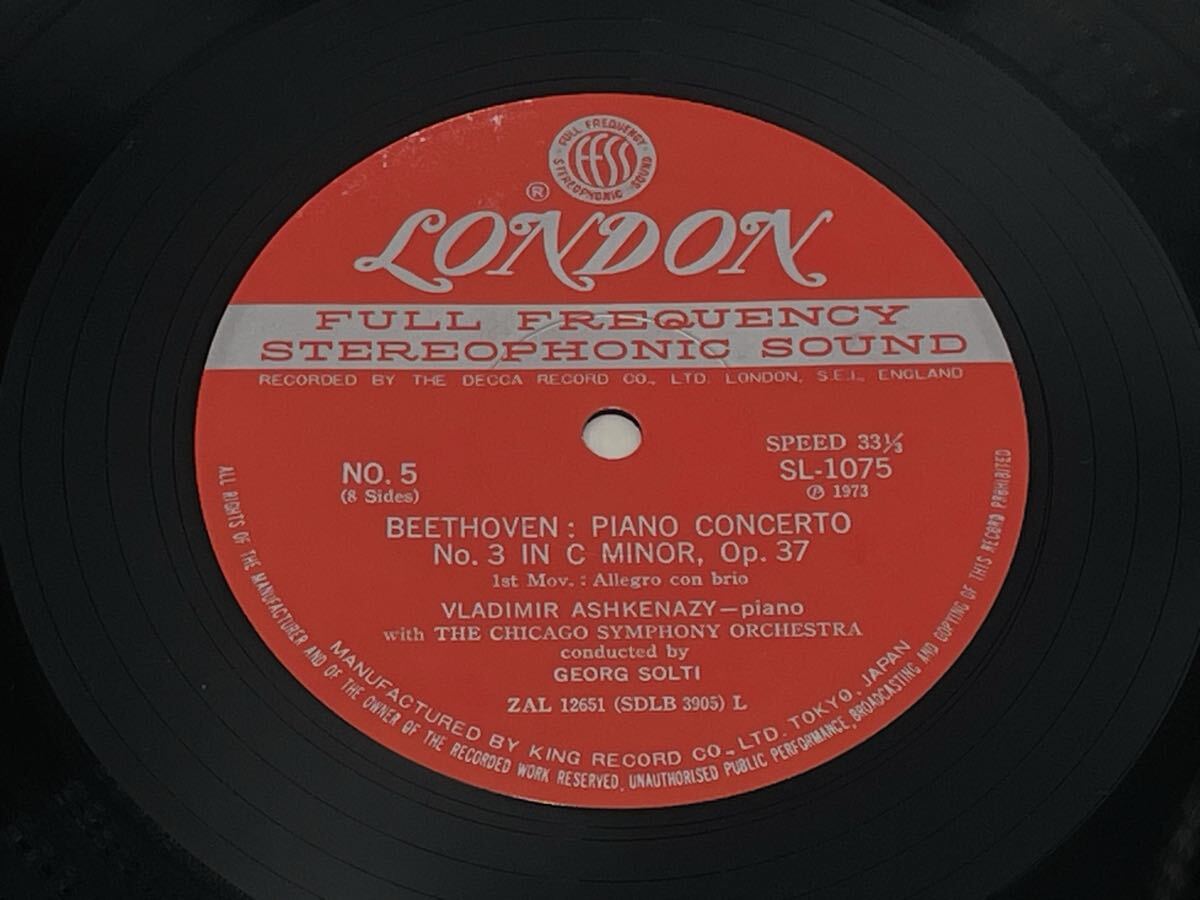 FULL FREQUENCY
FFSS
STEREOPHONIC SOUND
®
LONDON
FULL FREQUENCY
STEREOPHONIC SOUND
RECORDED BY THE DECCA RECORD CO., LTD. LONDON, S.E.I., ENGLAND
SPEED 33⅓
NO. 5
SL-1075
(8 Sides)
℗ 1973
BEETHOVEN : PIANO CONCERTO
No. 3 IN C MINOR, Op. 37
1st Mov. : Allegro con brio
VLADIMIR ASHKENAZY—piano
with THE CHICAGO SYMPHONY ORCHESTRA
conducted by
GEORG SOLTI
ZAL 12651 (SDLB 3905) L
MANUFACTURED BY KING RECORD CO., LTD. TOKYO, JAPAN
ALL RIGHTS OF THE MANUFACTURER AND OF THE OWNER OF THE RECORDED WORK RESERVED. UNAUTHORISED PUBLIC PERFORMANCE, BROADCASTING AND COPYING OF THIS RECORD PROHIBITED